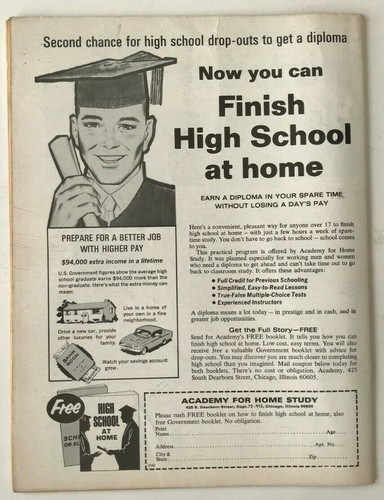 Second chance for high school drop-outs to get a diploma
Now you can
Finish
High School
at home
EARN A DIPLOMA IN YOUR SPARE TIME
WITHOUT LOSING A DAY'S PAY
PREPARE FOR A BETTER JOB
WITH HIGHER PAY
$94,000 extra income in a lifetime
U.S. Government figures show the average high
school graduate earns $94,000 more than the
non-graduate. Here's what the extra money can
mean:
Live in a home of
your own in a fine
neighborhood.
Drive a new car, provide
other luxuries for your
family.
Watch your savings account
grow.
Here's a convenient, pleasant way for anyone over 17 to finish
high school at home — with just a few hours a week of spare-
time study. You don't have to go back to school — school comes
to you.
This practical program is offered by Academy for Home
Study. It was planned especially for working men and women
who need a diploma to get ahead and can't take time out to go
back to classroom study. It offers these advantages:
• Full Credit for Previous Schooling
• Simplified, Easy-to-Read Lessons
• True-False Multiple-Choice Tests
• Experienced Instructors
A diploma means a lot today — in prestige and in cash, and in
greater job opportunities.
Get the Full Story—FREE
Send for Academy's FREE booklet. It tells you how you can
finish high school at home. Low cost, easy terms. You will also
receive free a valuable Government booklet with advice for
drop-outs. You may discover you are much closer to completing
high school than you imagined. Mail coupon below today for
both booklets. There's no cost or obligation. Academy, 425
South Dearborn Street, Chicago, Illinois 60605.
Free
HIGH
SCHOOL
AT
HOME
ACADEMY FOR HOME STUDY
Chicago, Illinois 60605
Please rush FREE booklet on how to finish high school at home, also
free Government booklet. No obligation.
Print
Name
Age
Address
Apt. No.
City &
State
Zip